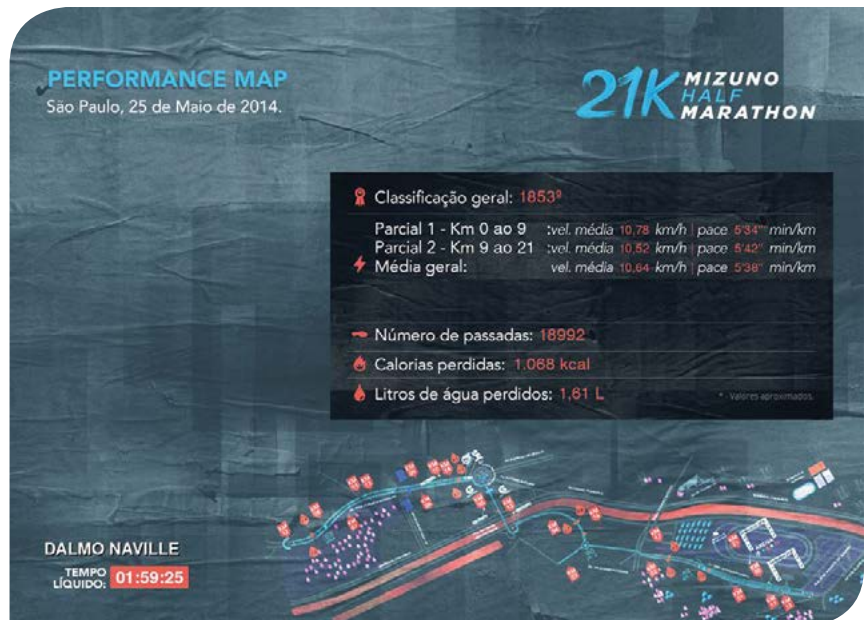 PERFORMANCE MAP
São Paulo, 25 de Maio de 2014.
21K MIZUNO
HALF
MARATHON
Classificação geral: 1853º
Parcial 1 - Km 0 ao 9 :vel. média 10,78 km/h | pace 5'34" min/km
Parcial 2 - Km 9 ao 21 :vel. média 10,52 km/h | pace 5'42" min/km
Média geral: vel. média 10,64 km/h | pace 5'38" min/km
Número de passadas: 18992
Calorias perdidas: 1.068 kcal
Litros de água perdidos: 1,61 L
* Valores aproximados.
DALMO NAVILLE
TEMPO
LÍQUIDO: 01:59:25